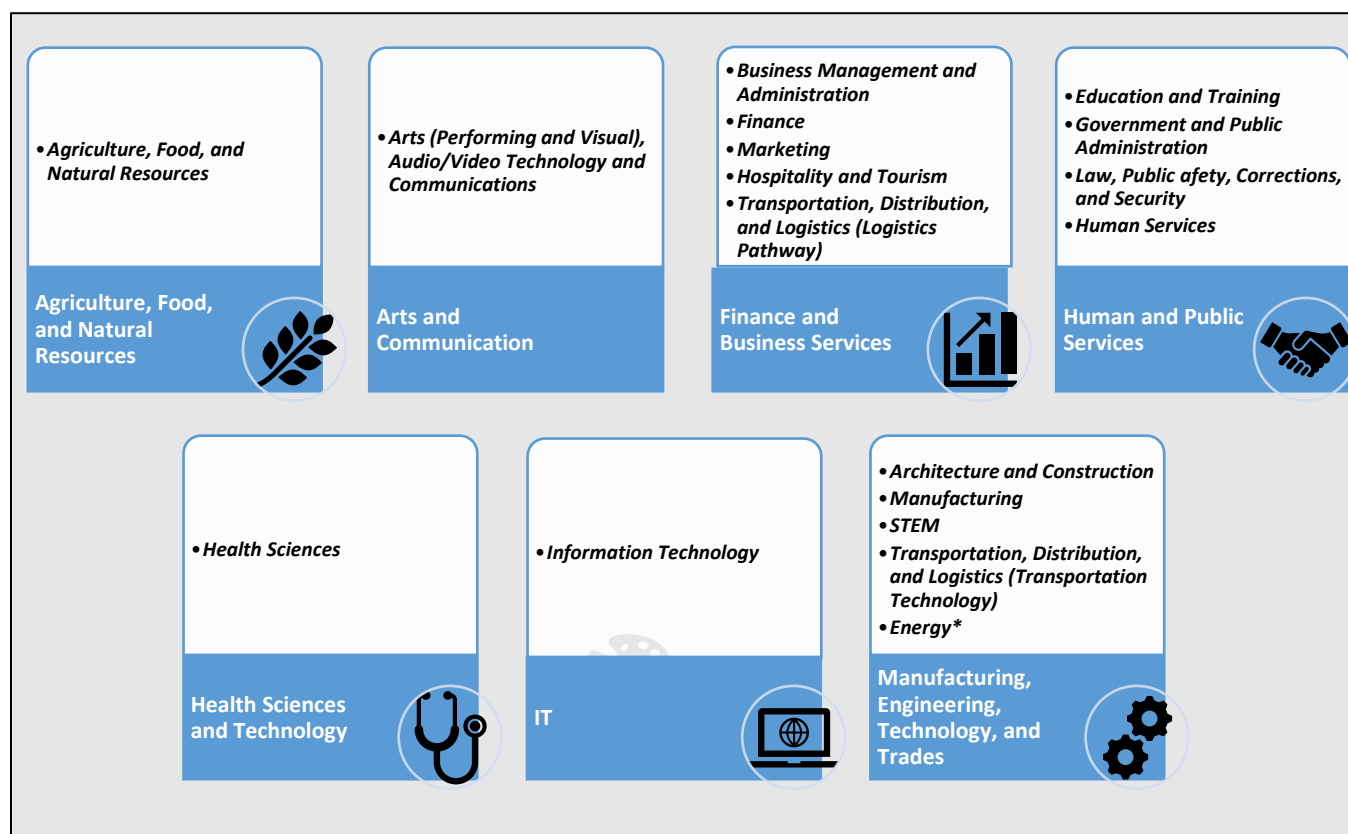 •Agriculture, Food, and
Natural Resources
Agriculture, Food,
and Natural
Resources
•Arts (Performing and Visual),
Audio/Video Technology and
Communications
Arts and
Communication
•Business Management and
Administration
•Finance
•Marketing
•Hospitality and Tourism
•Transportation, Distribution,
and Logistics (Logistics
Pathway)
Finance and
Business Services
•Education and Training
•Government and Public
Administration
•Law, Public afety, Corrections,
and Security
•Human Services
Human and Public
Services
•Health Sciences
Health Sciences
and Technology
•Information Technology
IT
•Architecture and Construction
•Manufacturing
•STEM
•Transportation, Distribution,
and Logistics (Transportation
Technology)
•Energy*
Manufacturing,
Engineering,
Technology, and
Trades